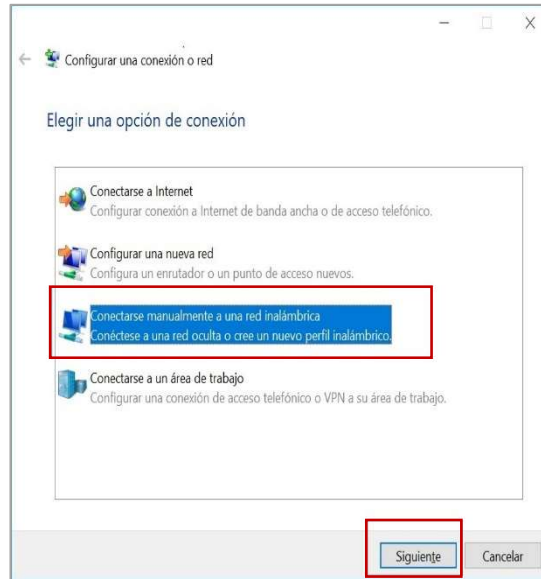 Configurar una conexión o red
Elegir una opción de conexión
Conectarse a Internet
Configurar conexión a Internet de banda ancha o de acceso telefónico.
Configurar una nueva red
Configura un enrutador o un punto de acceso nuevos.
Conectarse manualmente a una red inalámbrica
Conéctese a una red oculta o cree un nuevo perfil inalámbrico.
Conectarse a un área de trabajo
Configurar una conexión de acceso telefónico o VPN a su área de trabajo.
Siguiente
Cancelar